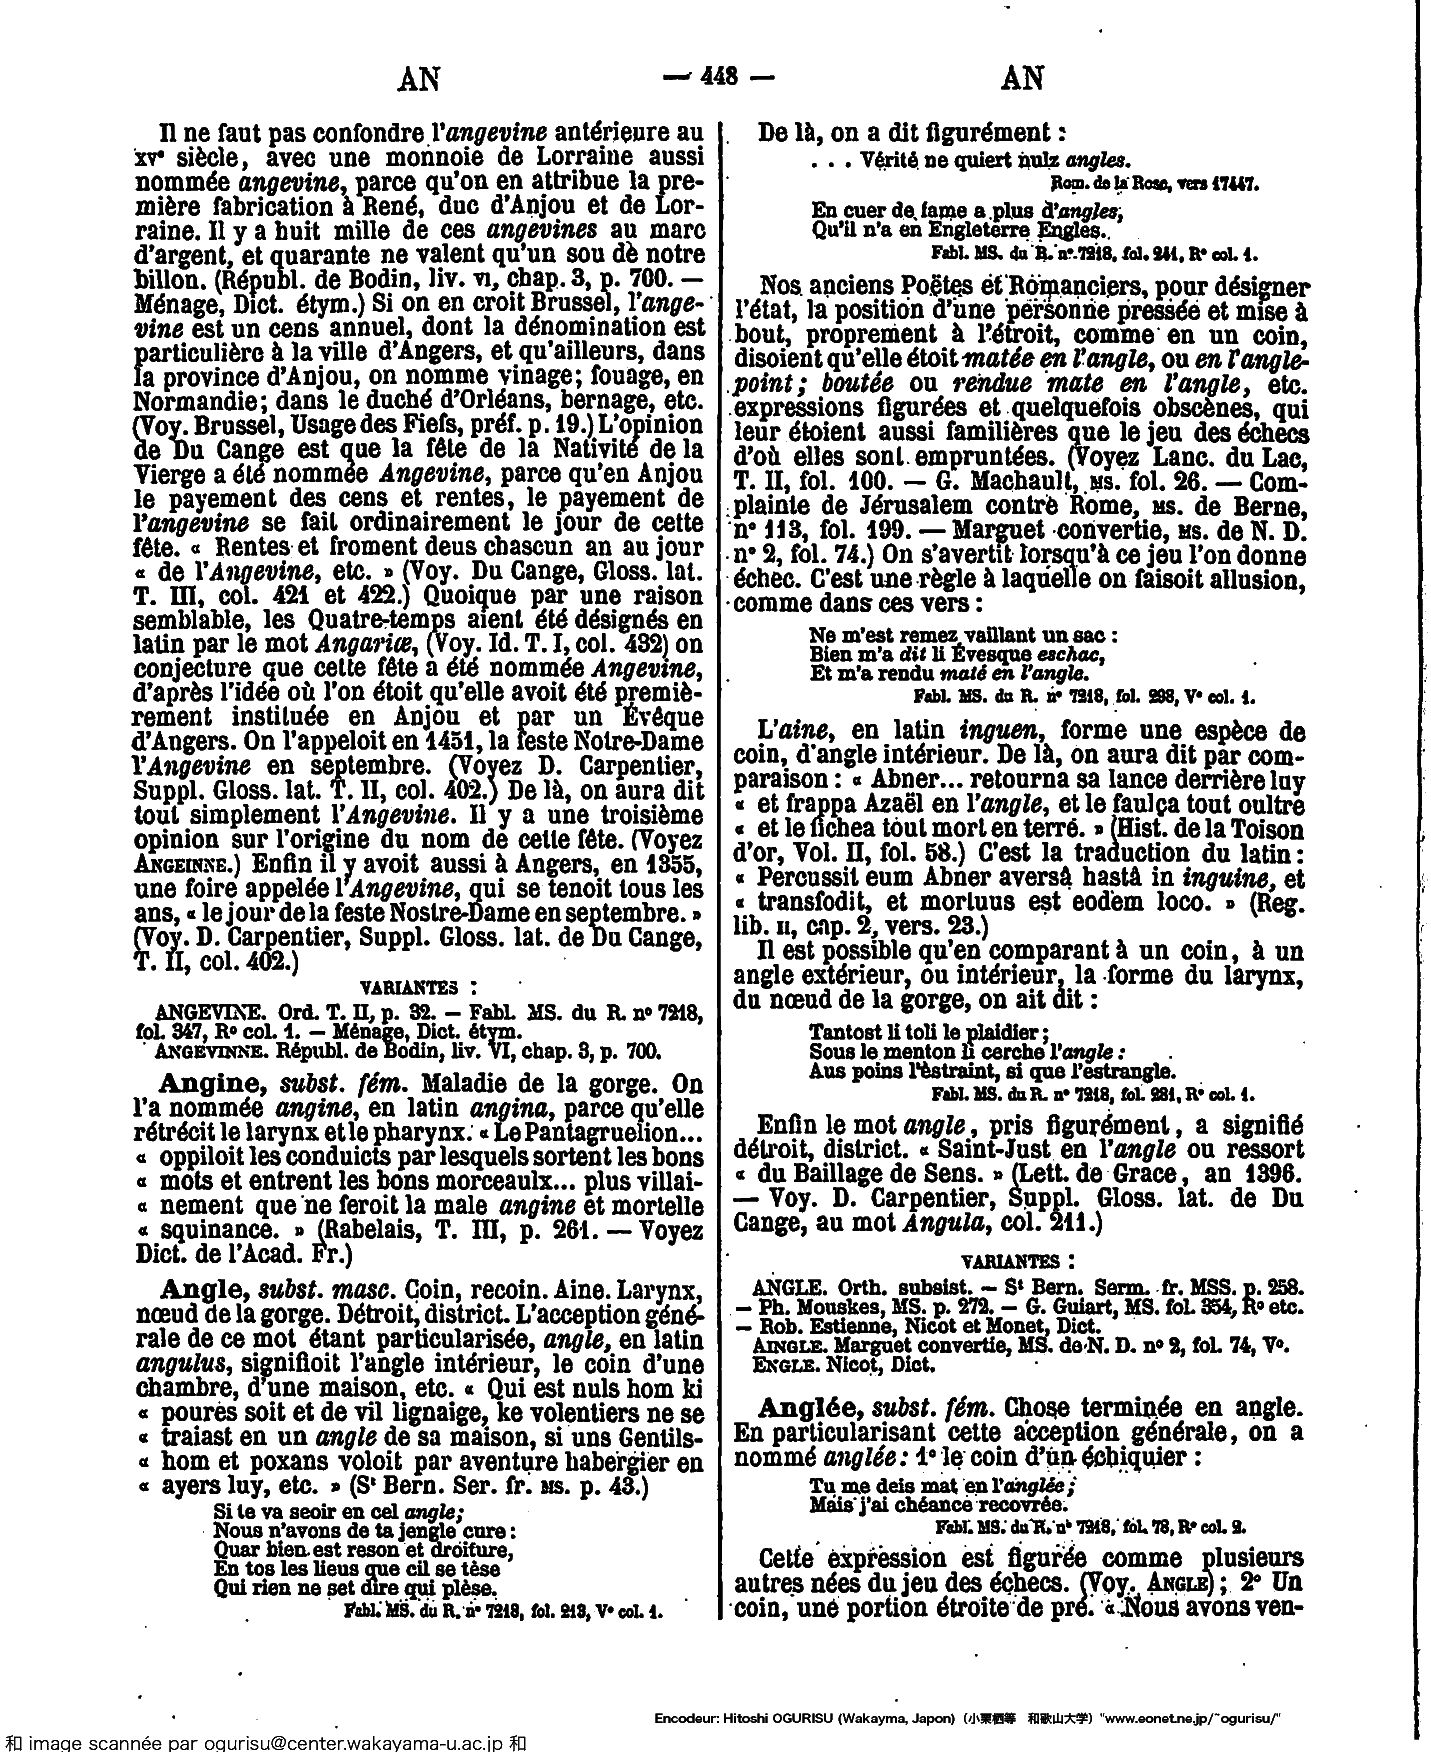 AN
— 448 —
AN
Il ne faut pas confondre l'angevine antérieure au
xve siècle, avec une monnoie de Lorraine aussi
nommée angevine, parce qu'on en attribue la pre-
mière fabrication à René, duc d'Anjou et de Lor-
raine. Il y a huit mille de ces angevines au marc
d'argent, et quarante ne valent qu'un sou dè notre
billon. (Républ. de Bodin, liv. VI, chap. 3, p. 700. —
Ménage, Dict. étym.) Si on en croit Brussel, l'ange-
vine est un cens annuel, dont la dénomination est
particulière à la ville d'Angers, et qu'ailleurs, dans
la province d'Anjou, on nomme vinage; fouage, en
Normandie; dans le duché d'Orléans, bernage, etc.
(Voy. Brussel, Usage des Fiefs, préf. p. 19.) L'opinion
de Du Cange est que la fête de la Nativité de la
Vierge a été nommée Angevine, parce qu'en Anjou
le payement des cens et rentes, le payement de
l'angevine se fait ordinairement le jour de cette
fête. « Rentes et froment deus chascun an au jour
« de l'Angevine, etc. » (Voy. Du Cange, Gloss. lat.
T. III, col. 421 et 422.) Quoique par une raison
semblable, les Quatre-temps aient été désignés en
latin par le mot Angariæ, (Voy. Id. T. I, col. 432) on
conjecture que cette fête a été nommée Angevine,
d'après l'idée où l'on étoit qu'elle avoit été premiè-
rement instituée en Anjou et par un Évêque
d'Angers. On l'appeloit en 1451, la feste Notre-Dame
l'Angevine en septembre. (Voyez D. Carpentier,
Suppl. Gloss. lat. T. II, col. 402.) De là, on aura dit
tout simplement l'Angevine. Il y a une troisième
opinion sur l'origine du nom de cette fête. (Voyez
ANGEINNE.) Enfin il y avoit aussi à Angers, en 1355,
une foire appelée l'Angevine, qui se tenoit tous les
ans, « le jour de la feste Nostre-Dame en septembre. »
(Voy. D. Carpentier, Suppl. Gloss. lat. de Du Cange,
T. II, col. 402.)
VARIANTES :
ANGEVINE. Ord. T. II, p. 32. — Fabl. MS. du R. no 7218,
fol. 347, Ro col. 1. — Ménage, Dict. étym.
ANGEVINNE. Républ. de Bodin, liv. VI, chap. 3, p. 700.
Angine, subst. fém. Maladie de la gorge. On
l'a nommée angine, en latin angina, parce qu'elle
rétrécit le larynx et le pharynx. « Le Pantagruelion...
« oppiloit les conduicts par lesquels sortent les bons
« mots et entrent les bons morceaulx... plus villai-
« nement que ne feroit la male angine et mortelle
« squinance. » (Rabelais, T. III, p. 261. — Voyez
Dict. de l'Acad. Fr.)
Angle, subst. masc. Coin, recoin. Aine. Larynx,
nœud de la gorge. Détroit, district. L'acception géné-
rale de ce mot étant particularisée, angle, en latin
angulus, signifioit l'angle intérieur, le coin d'une
chambre, d'une maison, etc. « Qui est nuls hom ki
« poures soit et de vil lignaige, ke volentiers ne se
« traiast en un angle de sa maison, si uns Gentils-
« hom et poxans voloit par aventure habergier en
« ayers luy, etc. » (St Bern. Ser. fr. MS. p. 43.)
Si te va seoir en cel angle;
Nous n'avons de ta jengle cure :
Quar bien est reson et droiture,
En tos les lieus que cil se tèse
Qui rien ne set dire qui plèse.
Fabl. MS. du R. no 7218, fol. 213, Vo col. 1.
De là, on a dit figurément :
. . . Vérité ne quiert nulz angles.
Rom. de la Rose, vers 17447.
En cuer de fame a plus d'angles,
Qu'il n'a en Engleterre Engles.
Fabl. MS. du R. no 7218, fol. 241, Ro col. 1.
Nos anciens Poëtes et Romanciers, pour désigner
l'état, la position d'une personne pressée et mise à
bout, proprement à l'étroit, comme en un coin,
disoient qu'elle étoit matée en l'angle, ou en l'angle-
point; boutée ou rendue mate en l'angle, etc.
expressions figurées et quelquefois obscènes, qui
leur étoient aussi familières que le jeu des échecs
d'où elles sont empruntées. (Voyez Lanc. du Lac,
T. II, fol. 100. — G. Machault, MS. fol. 26. — Com-
plainte de Jérusalem contre Rome, MS. de Berne,
no 113, fol. 199. — Marguet convertie, MS. de N. D.
no 2, fol. 74.) On s'avertit lorsqu'à ce jeu l'on donne
échec. C'est une règle à laquelle on faisoit allusion,
comme dans ces vers :
Ne m'est remez vaillant un sac :
Bien m'a dit li Évesque eschac,
Et m'a rendu maté en l'angle.
Fabl. MS. du R. no 7218, fol. 298, Vo col. 1.
L'aine, en latin inguen, forme une espèce de
coin, d'angle intérieur. De là, on aura dit par com-
paraison : « Abner... retourna sa lance derrière luy
« et frappa Azaël en l'angle, et le faulça tout oultre
« et le fichea tout mort en terré. » (Hist. de la Toison
d'or, Vol. II, fol. 58.) C'est la traduction du latin :
« Percussit eum Abner aversâ hastâ in inguine, et
« transfodit, et mortuus est eodem loco. » (Reg.
lib. II, cap. 2, vers. 23.)
Il est possible qu'en comparant à un coin, à un
angle extérieur, ou intérieur, la forme du larynx,
du nœud de la gorge, on ait dit :
Tantost li toli le plaidier;
Sous le menton li cerche l'angle :
Aus poins l'èstraint, si que l'estrangle.
Fabl. MS. du R. no 7218, fol. 281, Ro col. 1.
Enfin le mot angle, pris figurément, a signifié
détroit, district. « Saint-Just en l'angle ou ressort
« du Baillage de Sens. » (Lett. de Grace, an 1396.
— Voy. D. Carpentier, Suppl. Gloss. lat. de Du
Cange, au mot Angula, col. 211.)
VARIANTES :
ANGLE. Orth. subsist. — St Bern. Serm. fr. MSS. p. 258.
— Ph. Mouskes, MS. p. 272. — G. Guiart, MS. fol. 354, Ro etc.
— Rob. Estienne, Nicot et Monet, Dict.
AINGLE. Marguet convertie, MS. de N. D. no 2, fol. 74, Vo.
ENGLE. Nicot, Dict.
Anglée, subst. fém. Chose terminée en angle.
En particularisant cette acception générale, on a
nommé anglée : 1o le coin d'un échiquier :
Tu me deis mat en l'anglée;
Mais j'ai chéance recovrée.
Fabl. MS. du R. no 7218, fol. 78, Ro col. 2.
Cette expression est figurée comme plusieurs
autres nées du jeu des échecs. (Voy. ANGLE) ; 2o Un
coin, une portion étroite de pré. « Nous avons ven-
Encodeur: Hitoshi OGURISU (Wakayma, Japon) (小栗栖等 和歌山大学) "www.eonet.ne.jp/~ogurisu/"
和 image scannée par ogurisu@center.wakayama-u.ac.jp 和